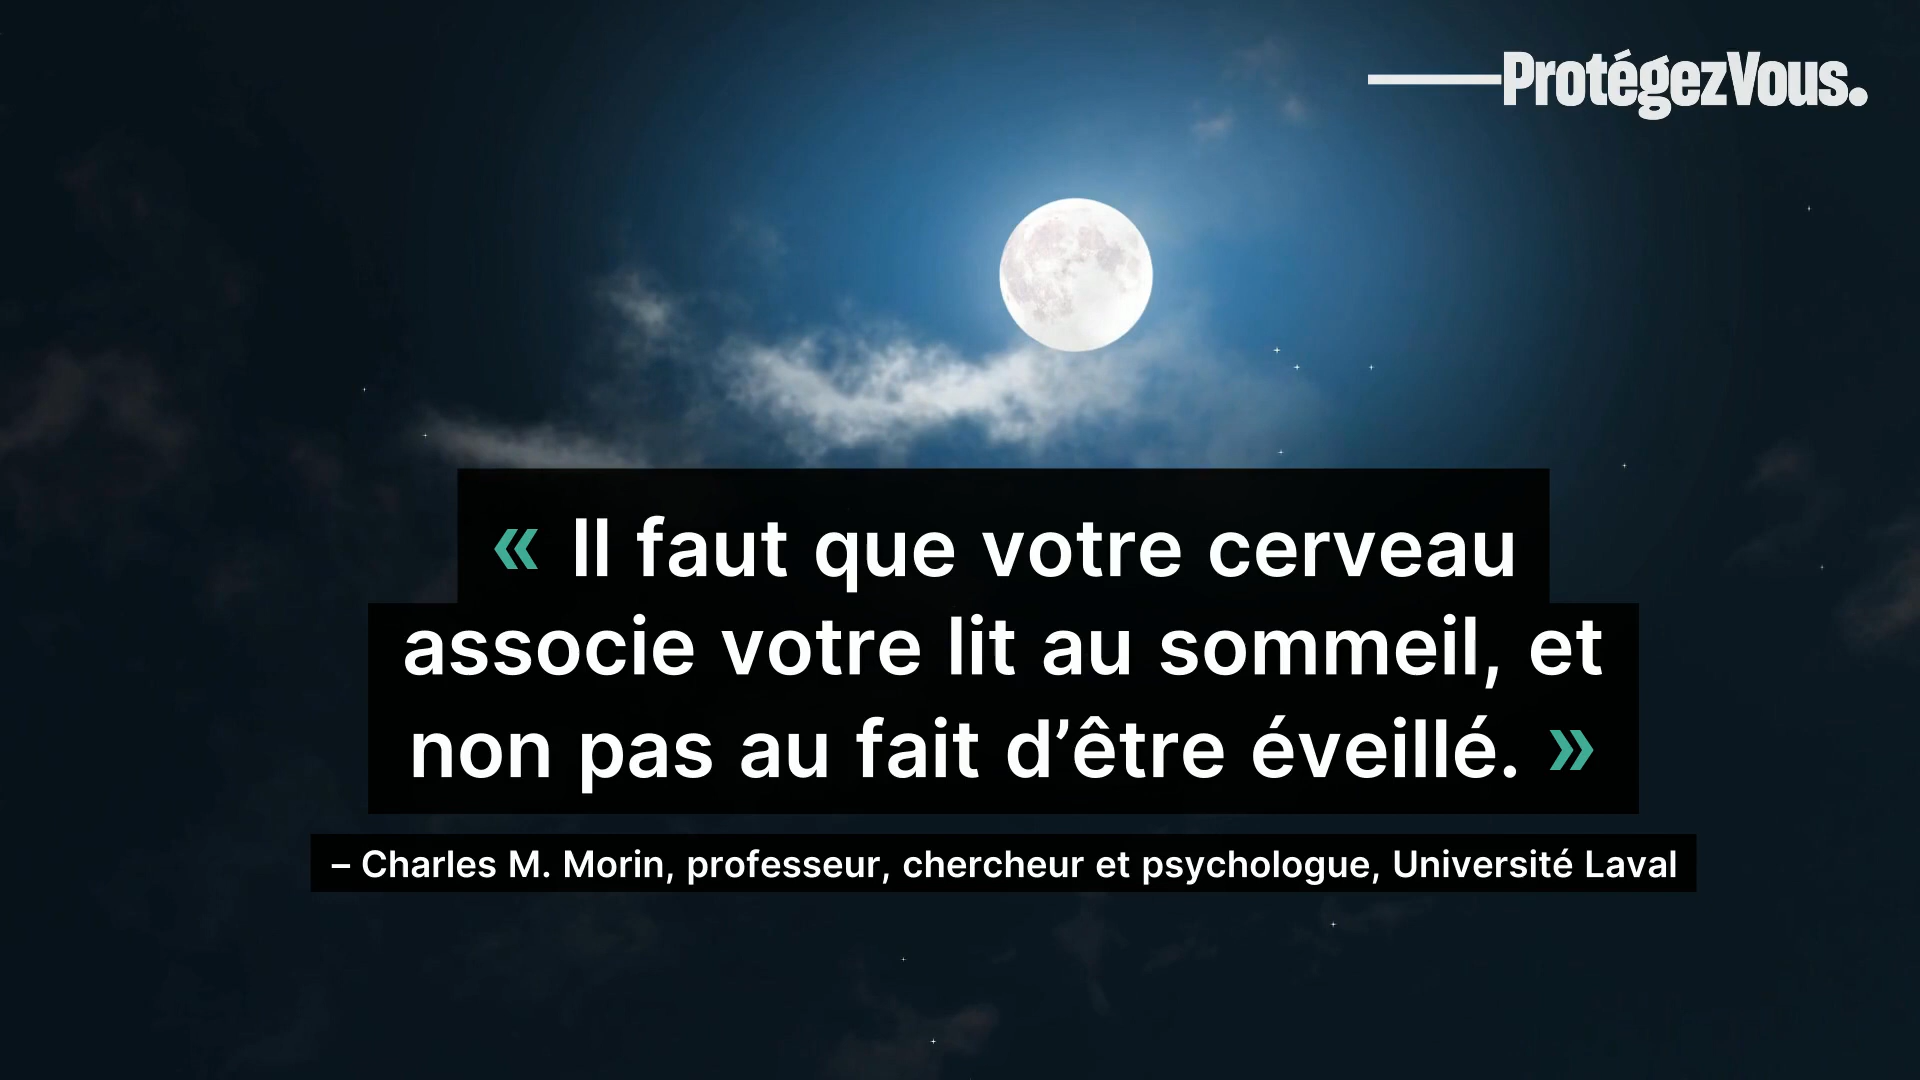 ProtégezVous.
« Il faut que votre cerveau
associe votre lit au sommeil, et
non pas au fait d’être éveillé. »
– Charles M. Morin, professeur, chercheur et psychologue, Université Laval